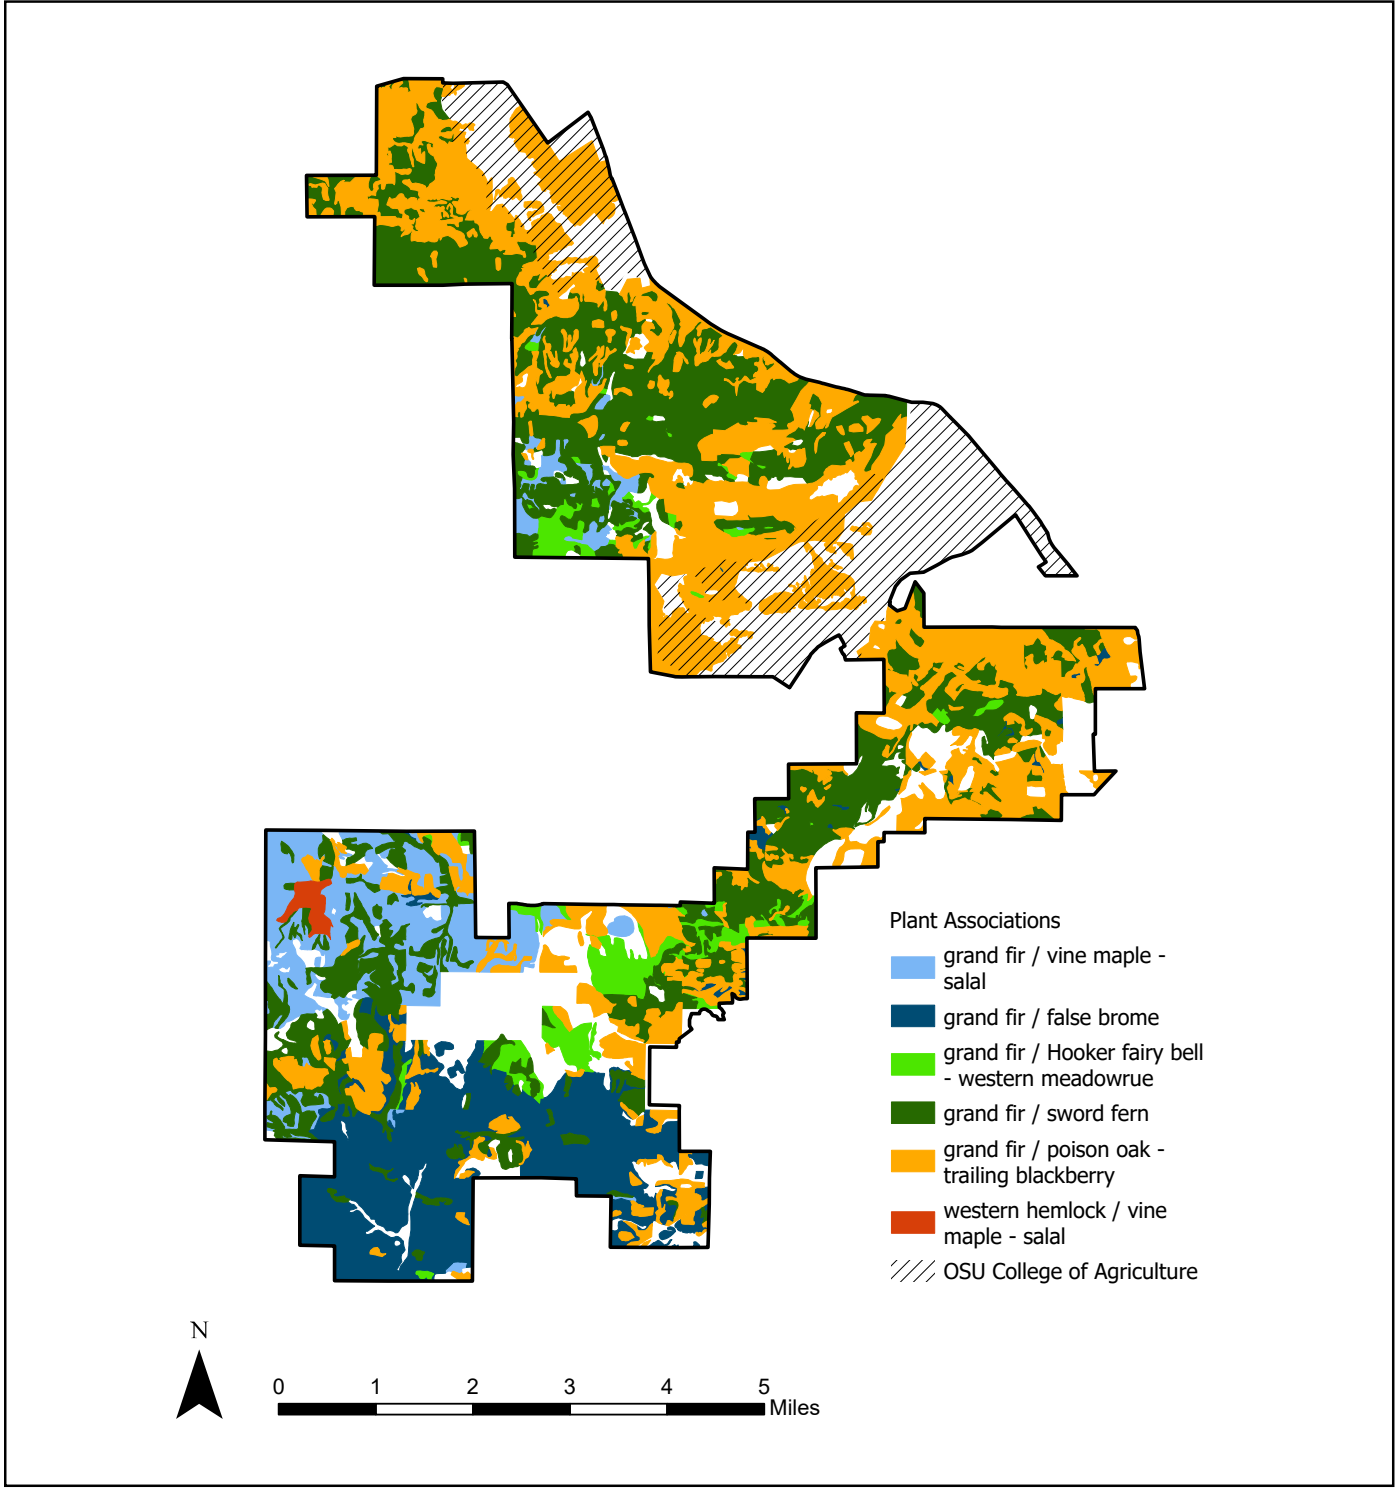 Plant Associations
grand fir / vine maple -
salal
grand fir / false brome
grand fir / Hooker fairy bell
- western meadowrue
grand fir / sword fern
grand fir / poison oak -
trailing blackberry
western hemlock / vine
maple - salal
OSU College of Agriculture
N
0 1 2 3 4 5
Miles